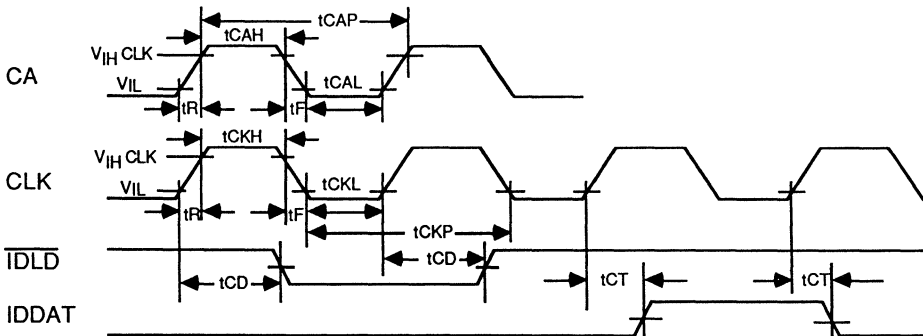 tCAP
tCAH
VIH CLK
CA
VIL
tCAL
tR
tF
tCKH
VIH CLK
CLK
VIL
tCKL
tR
tF
tCKP
IDLD
tCD
tCD
tCT
tCT
IDDAT